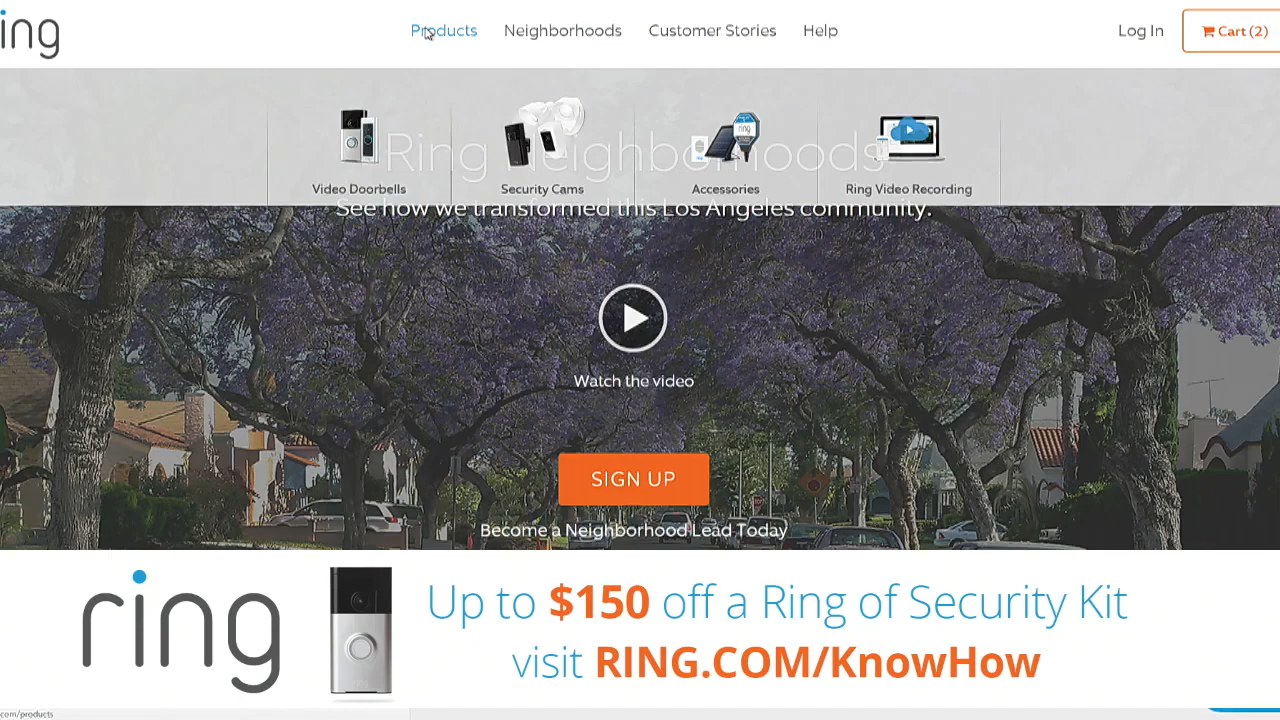 ing
Products Neighborhoods Customer Stories Help Log In Cart (2)
Ring Neighborhoods
ring
Video Doorbells Security Cams Accessories Ring Video Recording
See how we transformed this Los Angeles community.
Watch the video
SIGN UP
Become a Neighborhood Lead Today
ring
Up to $150 off a Ring of Security Kit
visit RING.COM/KnowHow
com/products